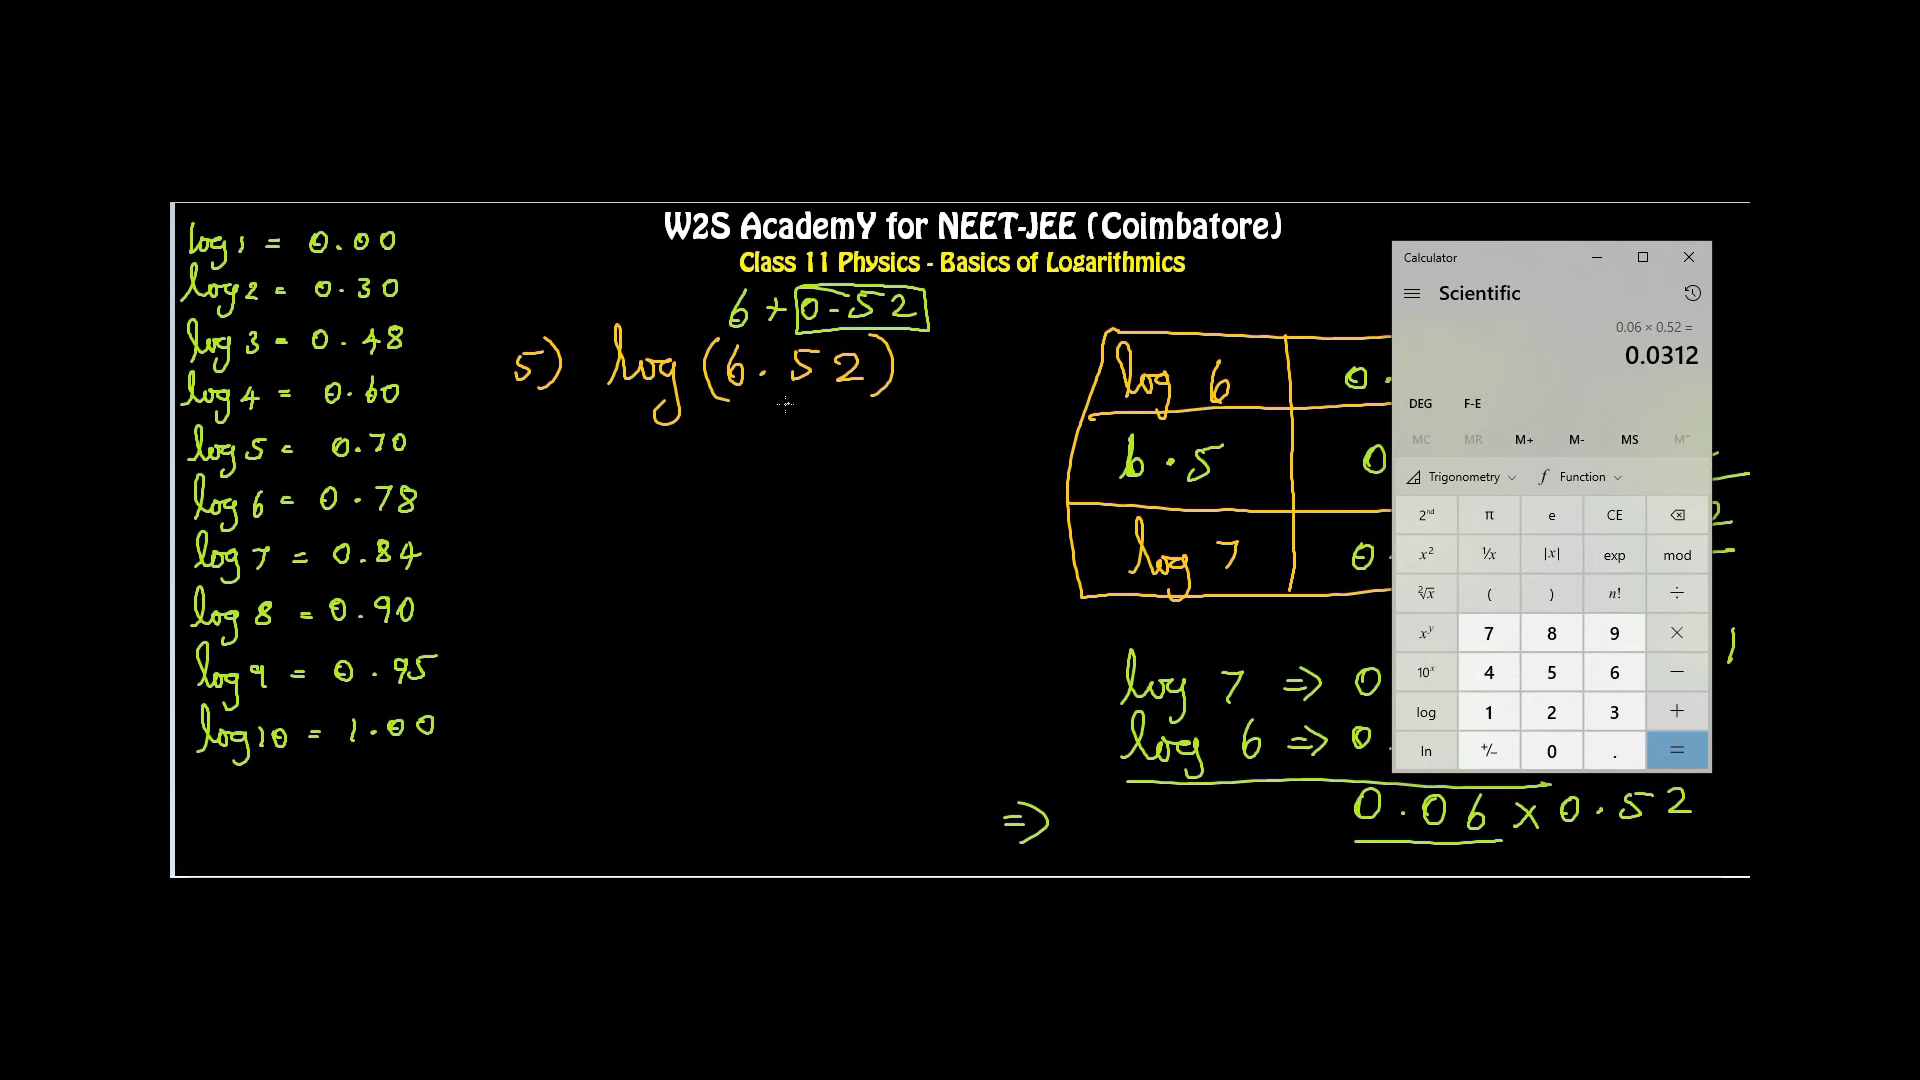 W2S AcademY for NEET-JEE (Coimbatore)
Class 11 Physics - Basics of Logarithmics
log 1 = 0.00
log 2 = 0.30
log 3 = 0.48
log 4 = 0.60
log 5 = 0.70
log 6 = 0.78
log 7 = 0.84
log 8 = 0.90
log 9 = 0.95
log 10 = 1.00
6 + 0.52
5) log (6.52)
log 6 0.
6.5 0
log 7 0.
log 7 => 0
log 6 => 0.
=> 0.06 x 0.52
Calculator
Scientific
0.06 × 0.52 =
0.0312
DEG F-E
MC MR M+ M- MS M˅
Trigonometry f Function
2nd π e CE
x² ¹/x |x| exp mod
²√x ( ) n! ÷
xʸ 7 8 9 ×
10ˣ 4 5 6 −
log 1 2 3 +
ln +/− 0 . =